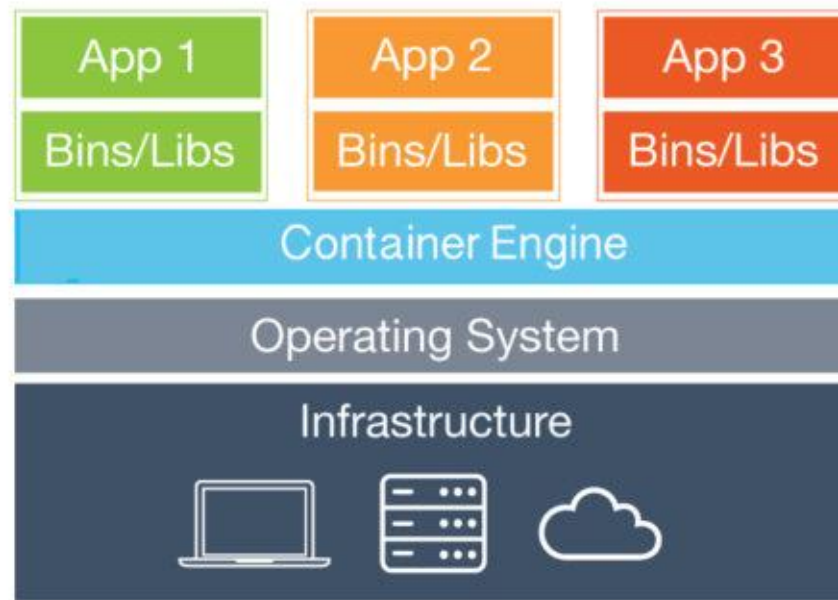 App 1
App 2
App 3
Bins/Libs
Bins/Libs
Bins/Libs
Container Engine
Operating System
Infrastructure